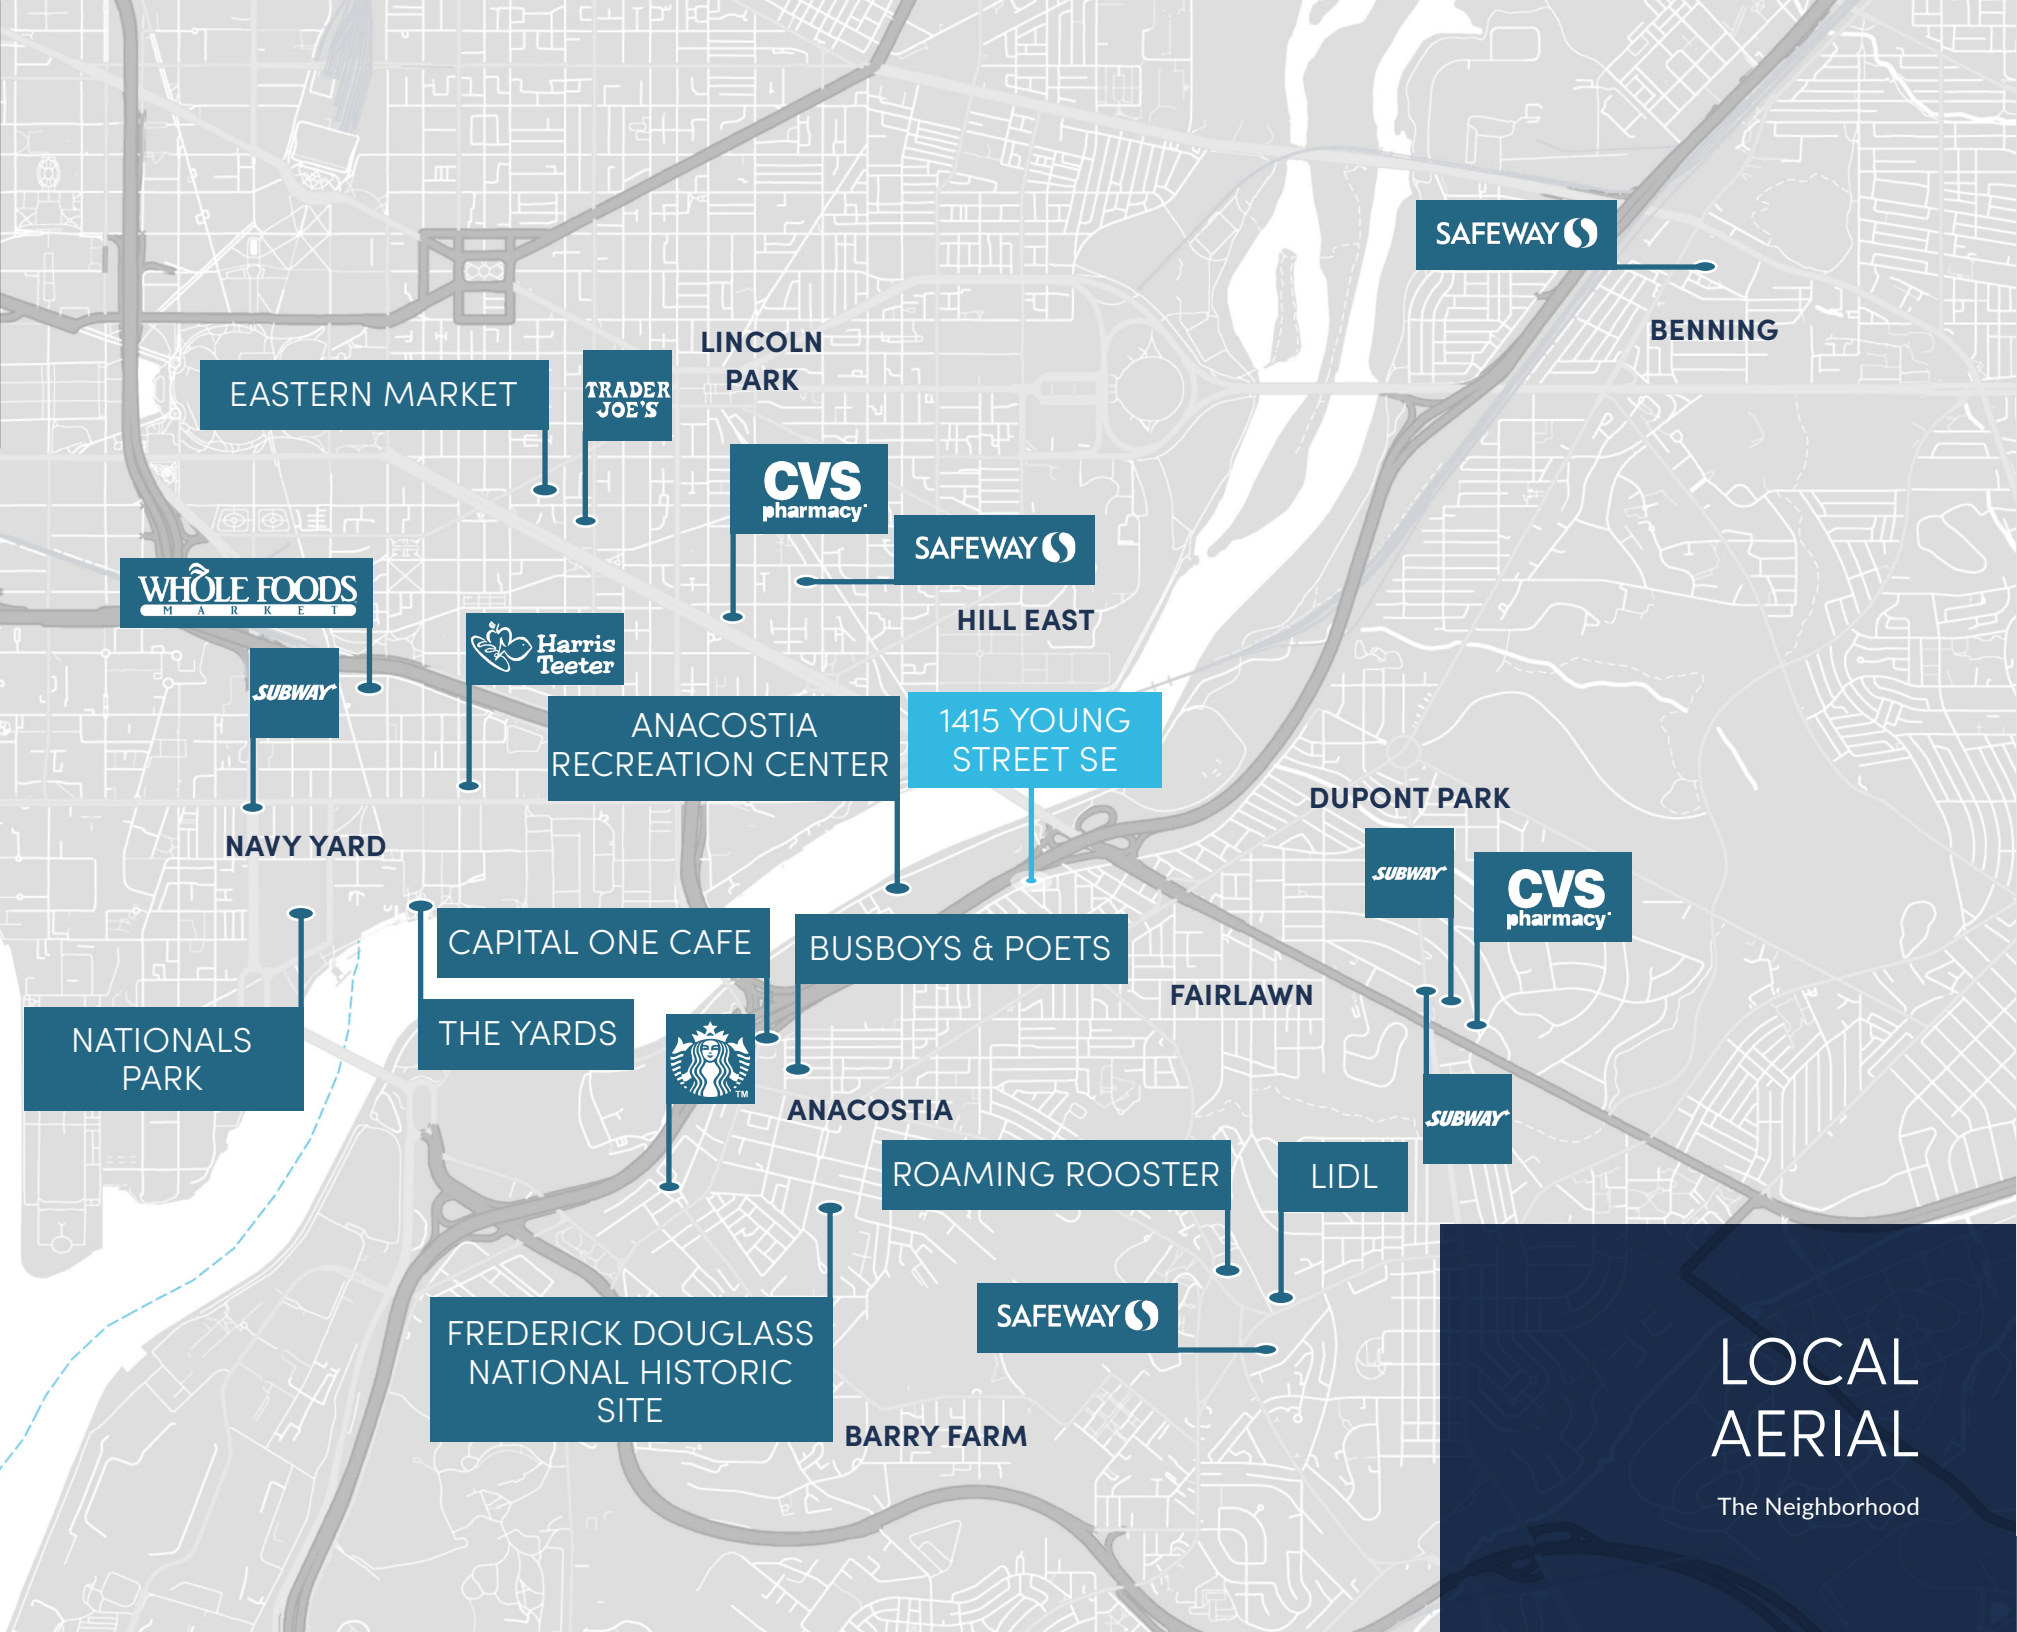 SAFEWAY
BENNING
LINCOLN
PARK
EASTERN MARKET
TRADER
JOE'S
CVS
pharmacy
SAFEWAY
HILL EAST
WHOLE FOODS
MARKET
Harris
Teeter
SUBWAY
ANACOSTIA
RECREATION CENTER
1415 YOUNG
STREET SE
DUPONT PARK
NAVY YARD
SUBWAY
CVS
pharmacy
CAPITAL ONE CAFE
BUSBOYS & POETS
FAIRLAWN
NATIONALS
PARK
THE YARDS
TM
ANACOSTIA
SUBWAY
ROAMING ROOSTER
LIDL
SAFEWAY
FREDERICK DOUGLASS
NATIONAL HISTORIC
SITE
BARRY FARM
LOCAL
AERIAL
The Neighborhood